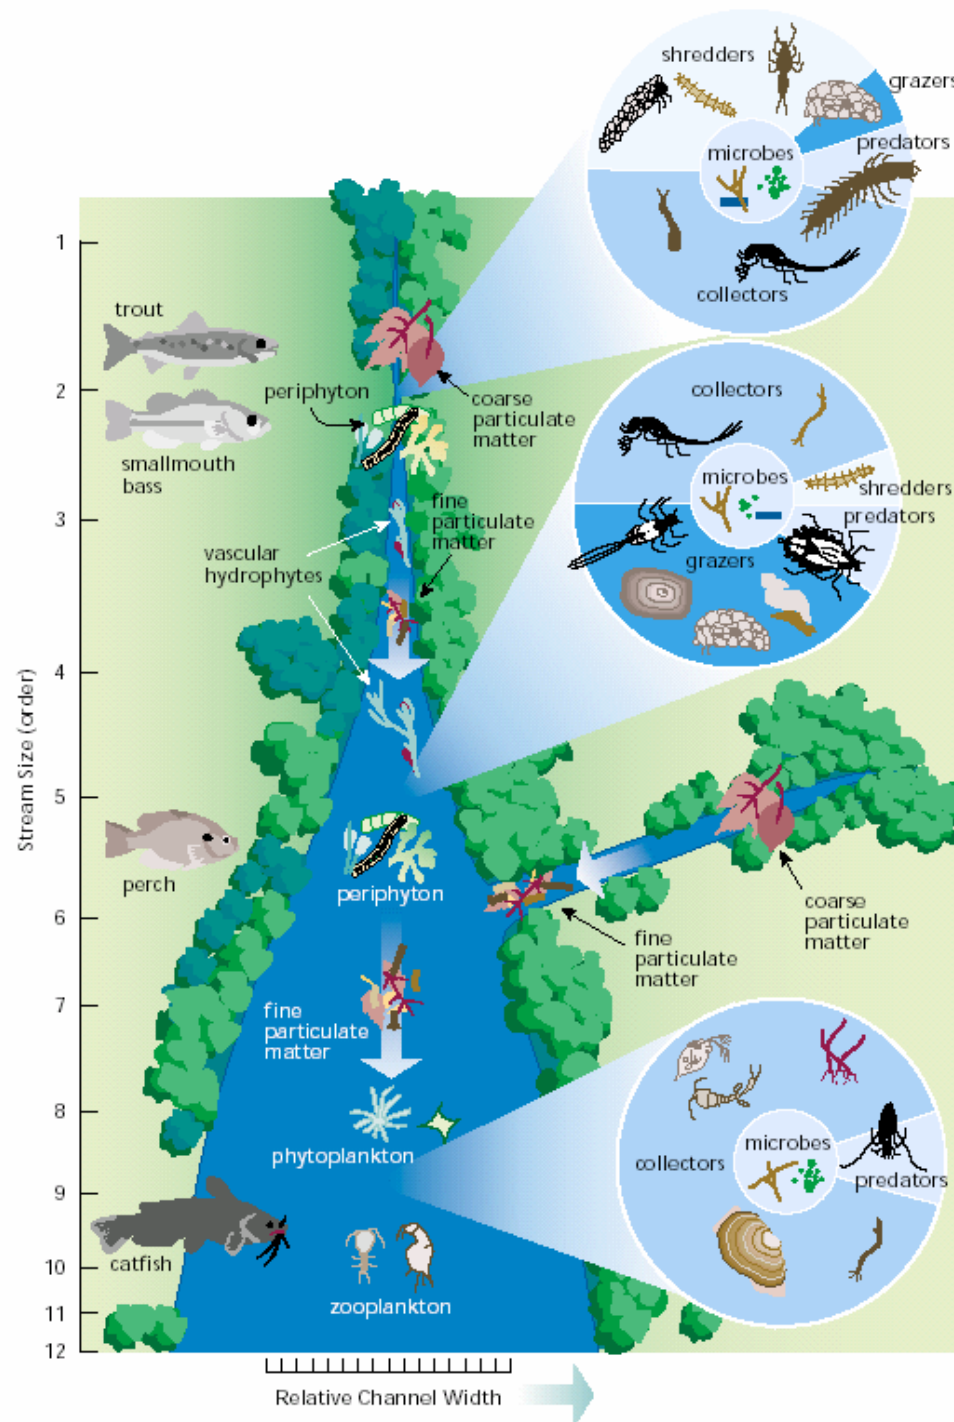 shredders
grazers
predators
microbes
collectors
1
trout
2
periphyton
coarse
particulate
matter
collectors
smallmouth
bass
microbes
shredders
predators
3
fine
particulate
matter
vascular
hydrophytes
grazers
4
Stream Size (order)
5
perch
periphyton
coarse
particulate
matter
6
fine
particulate
matter
7
fine
particulate
matter
8
phytoplankton
microbes
collectors
predators
9
catfish
10
zooplankton
11
12
Relative Channel Width